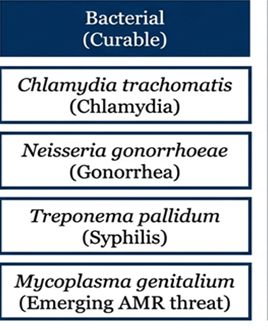 Bacterial
(Curable)
Chlamydia trachomatis
(Chlamydia)
Neisseria gonorrhoeae
(Gonorrhea)
Treponema pallidum
(Syphilis)
Mycoplasma genitalium
(Emerging AMR threat)